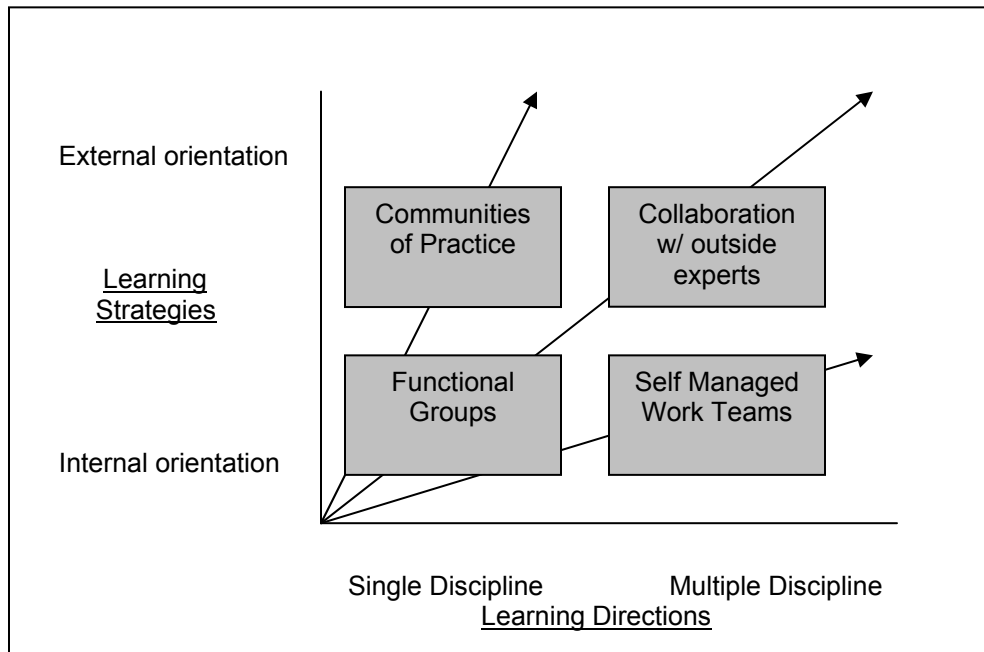 External orientation
Communities
of Practice
Collaboration
w/ outside
experts
Learning
Strategies
Functional
Groups
Self Managed
Work Teams
Internal orientation
Single Discipline
Multiple Discipline
Learning Directions